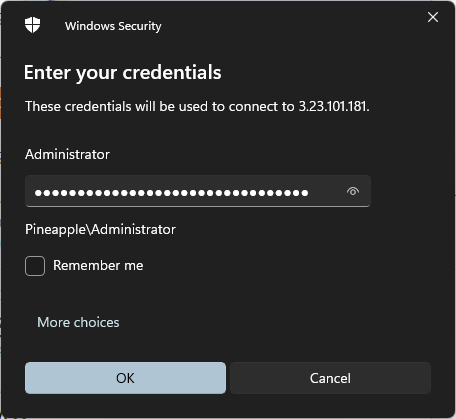 Windows Security
Enter your credentials
These credentials will be used to connect to 3.23.101.181.
Administrator
●●●●●●●●●●●●●●●●●●●●●●●●●●●●●●●●
Pineapple\Administrator
Remember me
More choices
OK
Cancel